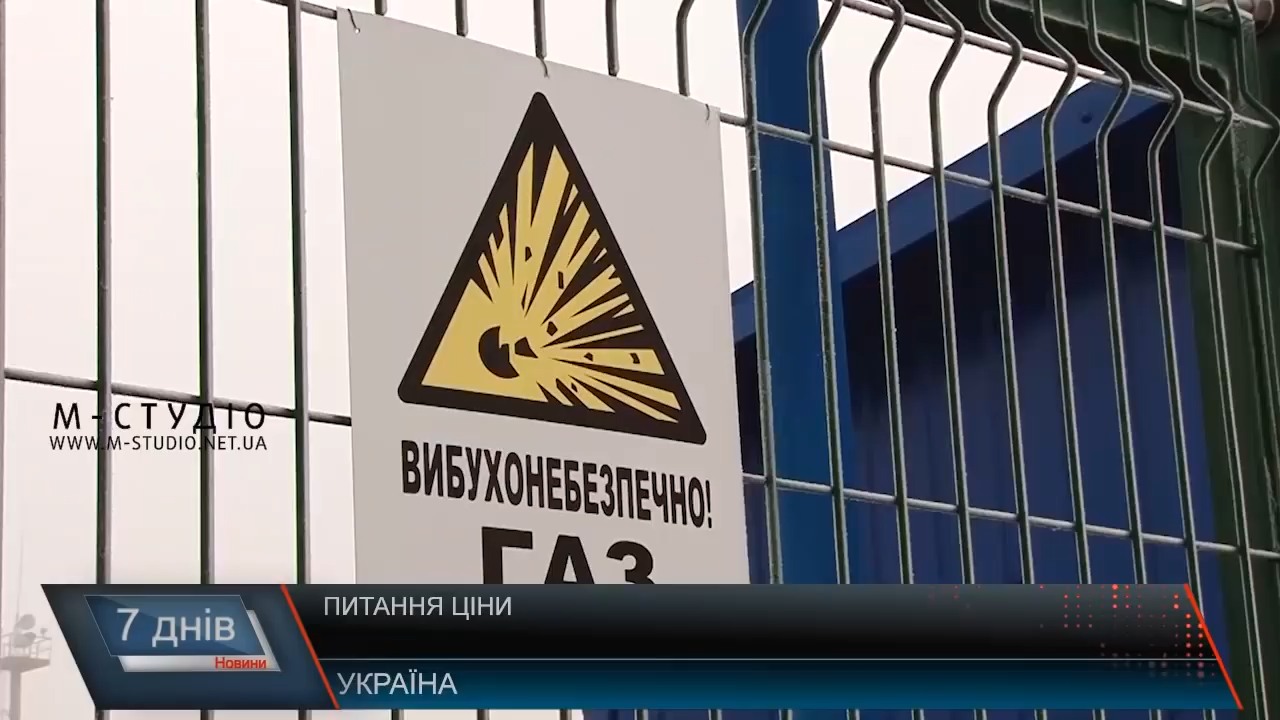 М-СТУДІО
WWW.M-STUDIO.NET.UA
ВИБУХОНЕБЕЗПЕЧНО!
ГАЗ
7 днів
Новини
ПИТАННЯ ЦІНИ
УКРАЇНА